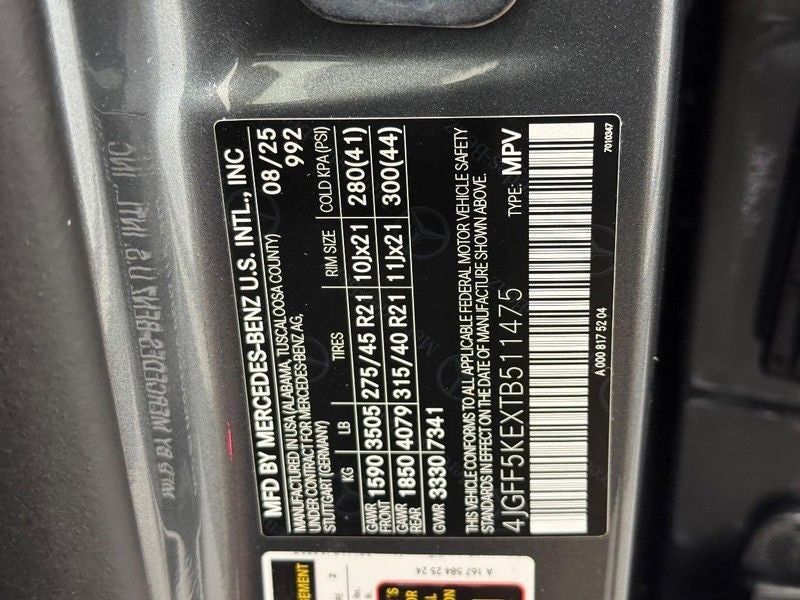 MFD BY MERCEDES-BENZ U.S. INTL., INC
MANUFACTURED IN USA (ALABAMA, TUSCALOOSA COUNTY) 08/25
UNDER CONTRACT FOR MERCEDES-BENZ AG, 992
STUTTGART (GERMANY)
KG LB TIRES RIM SIZE COLD KPA (PSI)
GAWR FRONT 1590 3505 275/45 R21 10Jx21 280(41)
GAWR REAR 1850 4079 315/40 R21 11Jx21 300(44)
GVWR 3330 7341
THIS VEHICLE CONFORMS TO ALL APPLICABLE FEDERAL MOTOR VEHICLE SAFETY
STANDARDS IN EFFECT ON THE DATE OF MANUFACTURE SHOWN ABOVE.
4JGFF5KEXTB511475 TYPE: MPV
A 000 817 52 04 7010347
A 167 584 25 24